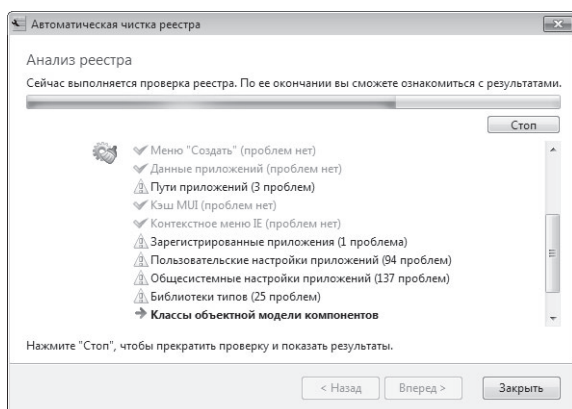 Автоматическая чистка реестра
Анализ реестра
Сейчас выполняется проверка реестра. По ее окончании вы сможете ознакомиться с результатами.
Стоп
Меню "Создать" (проблем нет)
Данные приложений (проблем нет)
Пути приложений (3 проблем)
Кэш MUI (проблем нет)
Контекстное меню IE (проблем нет)
Зарегистрированные приложения (1 проблема)
Пользовательские настройки приложений (94 проблем)
Общесистемные настройки приложений (137 проблем)
Библиотеки типов (25 проблем)
Классы объектной модели компонентов
Нажмите "Стоп", чтобы прекратить проверку и показать результаты.
< Назад
Вперед >
Закрыть